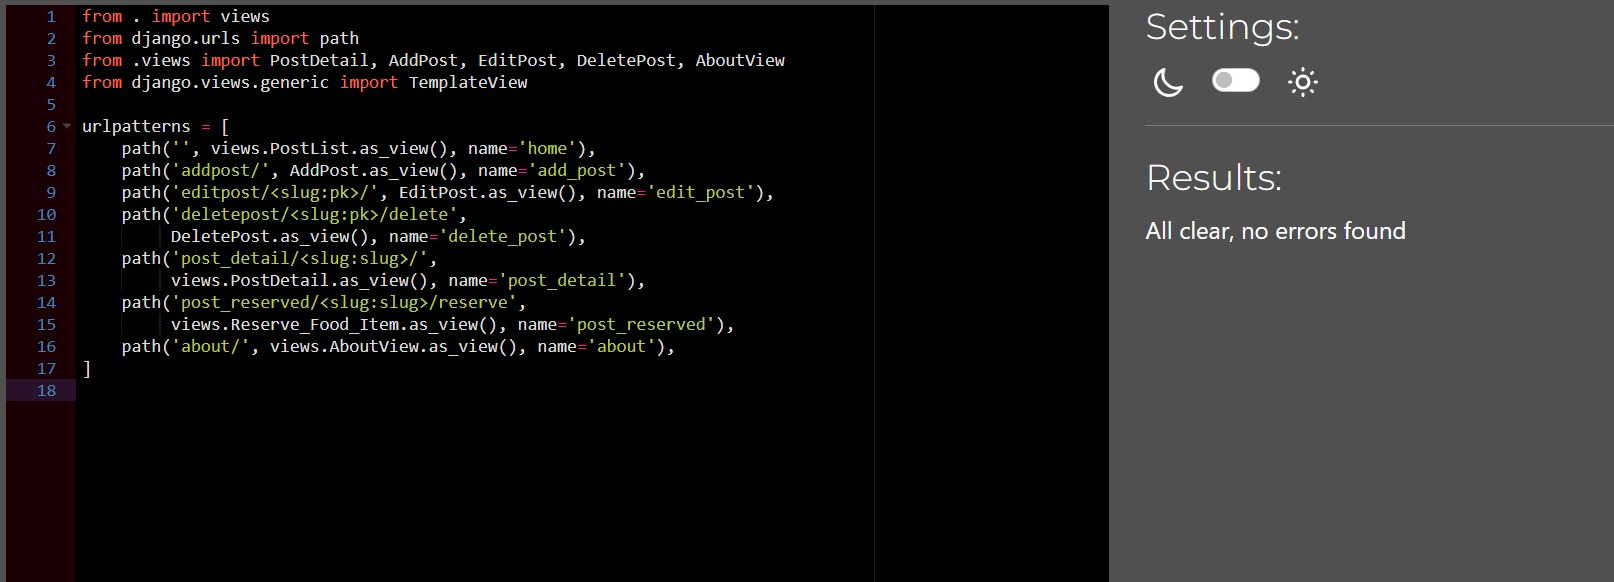 1 from . import views
2 from django.urls import path
3 from .views import PostDetail, AddPost, EditPost, DeletePost, AboutView
4 from django.views.generic import TemplateView
5
6 urlpatterns = [
7     path('', views.PostList.as_view(), name='home'),
8     path('addpost/', AddPost.as_view(), name='add_post'),
9     path('editpost/<slug:pk>/', EditPost.as_view(), name='edit_post'),
10     path('deletepost/<slug:pk>/delete',
11          DeletePost.as_view(), name='delete_post'),
12     path('post_detail/<slug:slug>/',
13          views.PostDetail.as_view(), name='post_detail'),
14     path('post_reserved/<slug:slug>/reserve',
15          views.Reserve_Food_Item.as_view(), name='post_reserved'),
16     path('about/', views.AboutView.as_view(), name='about'),
17 ]
18
Settings:
Results:
All clear, no errors found